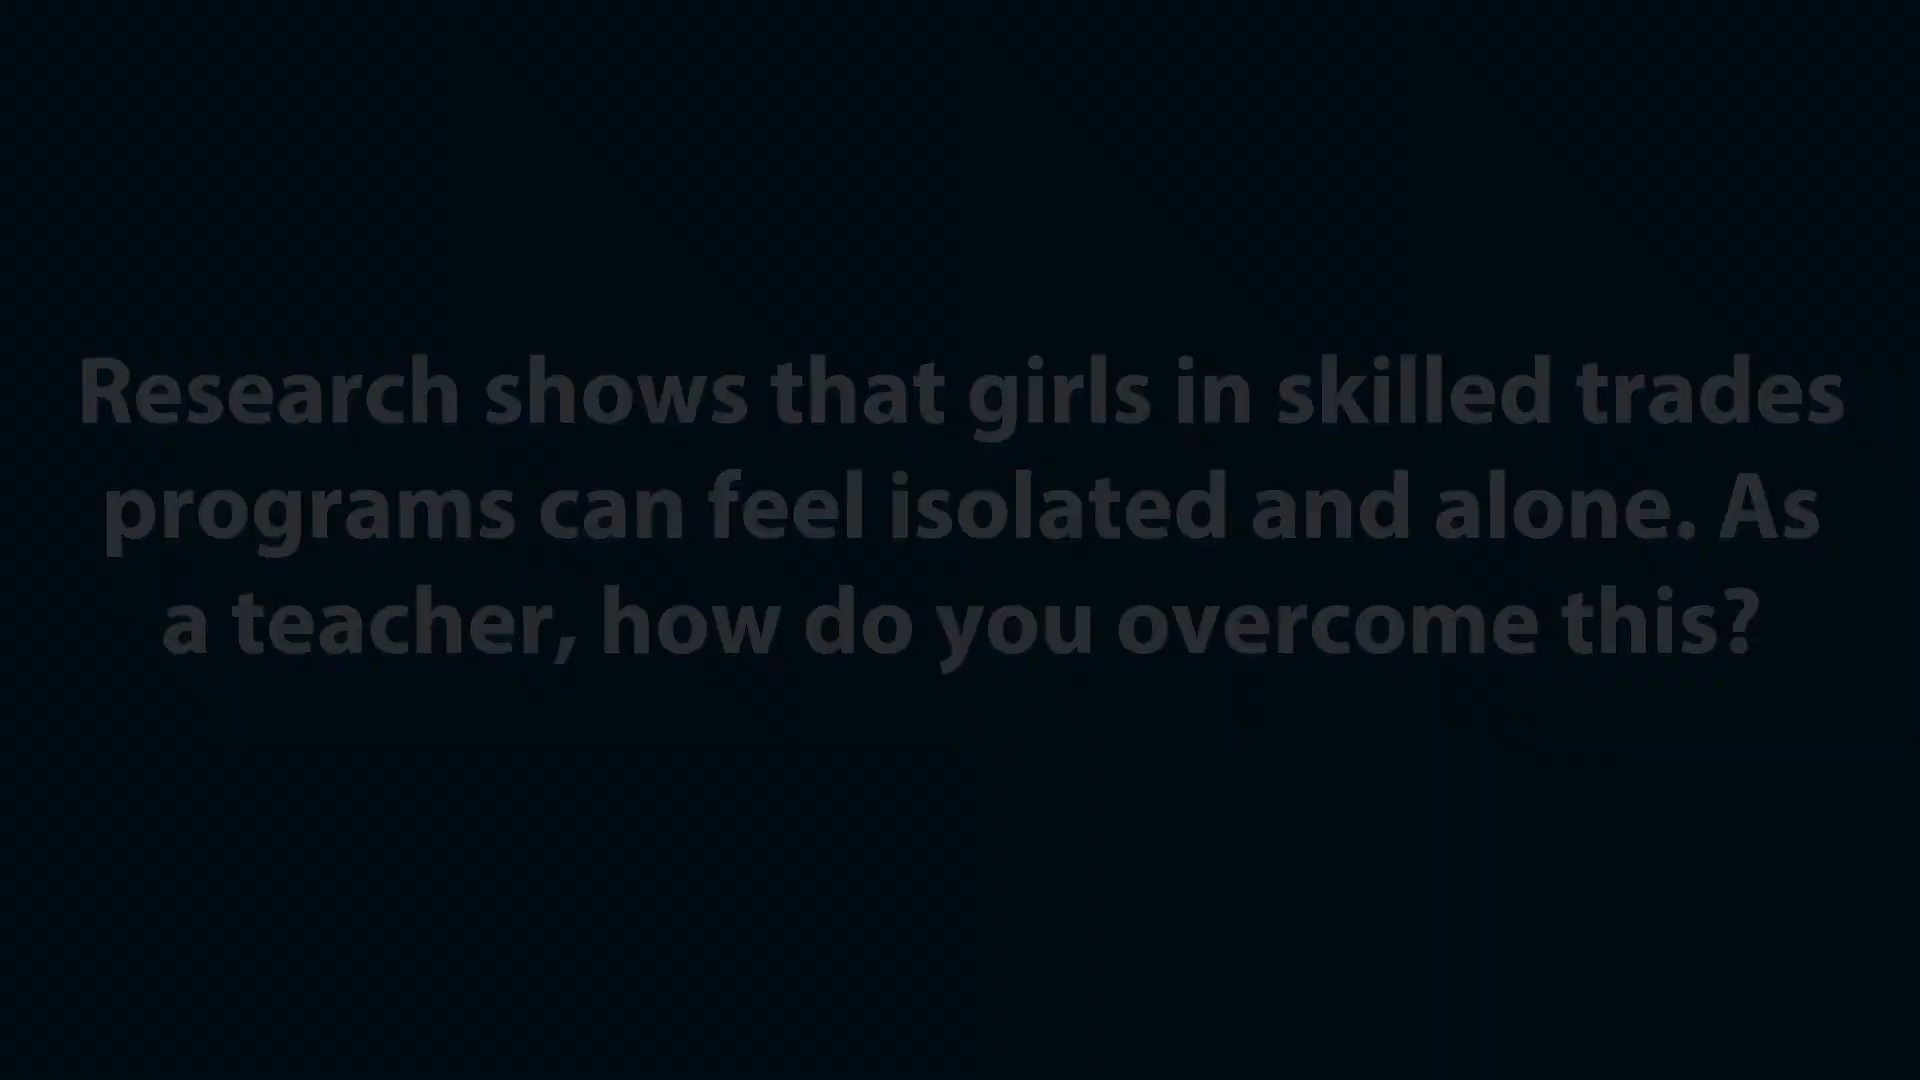 Research shows that girls in skilled trades
programs can feel isolated and alone. As
a teacher, how do you overcome this?